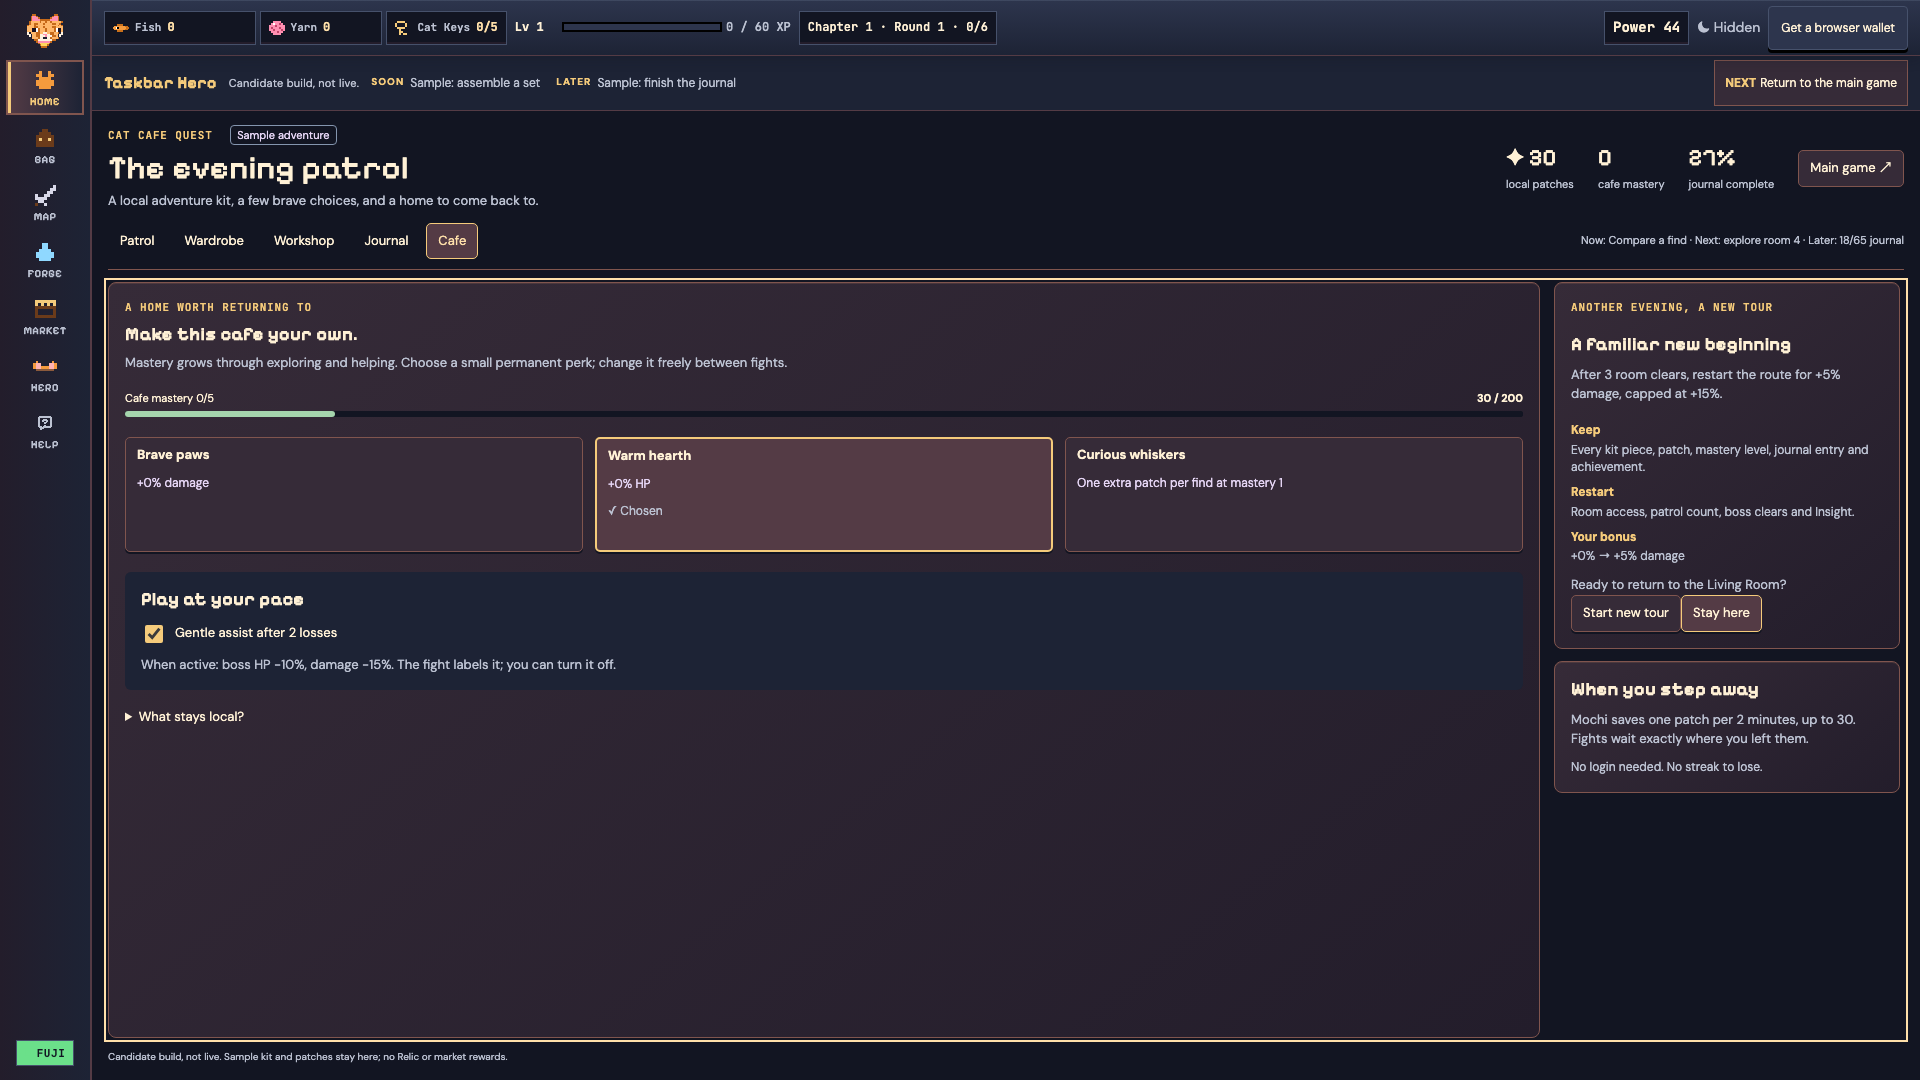 Fish 0
Yarn 0
Cat Keys 0/5
Lv 1
0 / 60 XP
Chapter 1 · Round 1 · 0/6
Power 44
Hidden
Get a browser wallet
HOME
BAG
MAP
FORGE
MARKET
HERO
HELP
FUJI
Taskbar Hero
Candidate build, not live.
SOON Sample: assemble a set
LATER Sample: finish the journal
NEXT Return to the main game
CAT CAFE QUEST
Sample adventure
The evening patrol
A local adventure kit, a few brave choices, and a home to come back to.
30
local patches
0
cafe mastery
27%
journal complete
Main game ↗
Patrol
Wardrobe
Workshop
Journal
Cafe
Now: Compare a find · Next: explore room 4 · Later: 18/65 journal
A HOME WORTH RETURNING TO
Make this cafe your own.
Mastery grows through exploring and helping. Choose a small permanent perk; change it freely between fights.
Cafe mastery 0/5
30 / 200
Brave paws
+0% damage
Warm hearth
+0% HP
✓ Chosen
Curious whiskers
One extra patch per find at mastery 1
Play at your pace
Gentle assist after 2 losses
When active: boss HP -10%, damage -15%. The fight labels it; you can turn it off.
What stays local?
ANOTHER EVENING, A NEW TOUR
A familiar new beginning
After 3 room clears, restart the route for +5%
damage, capped at +15%.
Keep
Every kit piece, patch, mastery level, journal entry and
achievement.
Restart
Room access, patrol count, boss clears and Insight.
Your bonus
+0% → +5% damage
Ready to return to the Living Room?
Start new tour
Stay here
When you step away
Mochi saves one patch per 2 minutes, up to 30.
Fights wait exactly where you left them.
No login needed. No streak to lose.
Candidate build, not live. Sample kit and patches stay here; no Relic or market rewards.